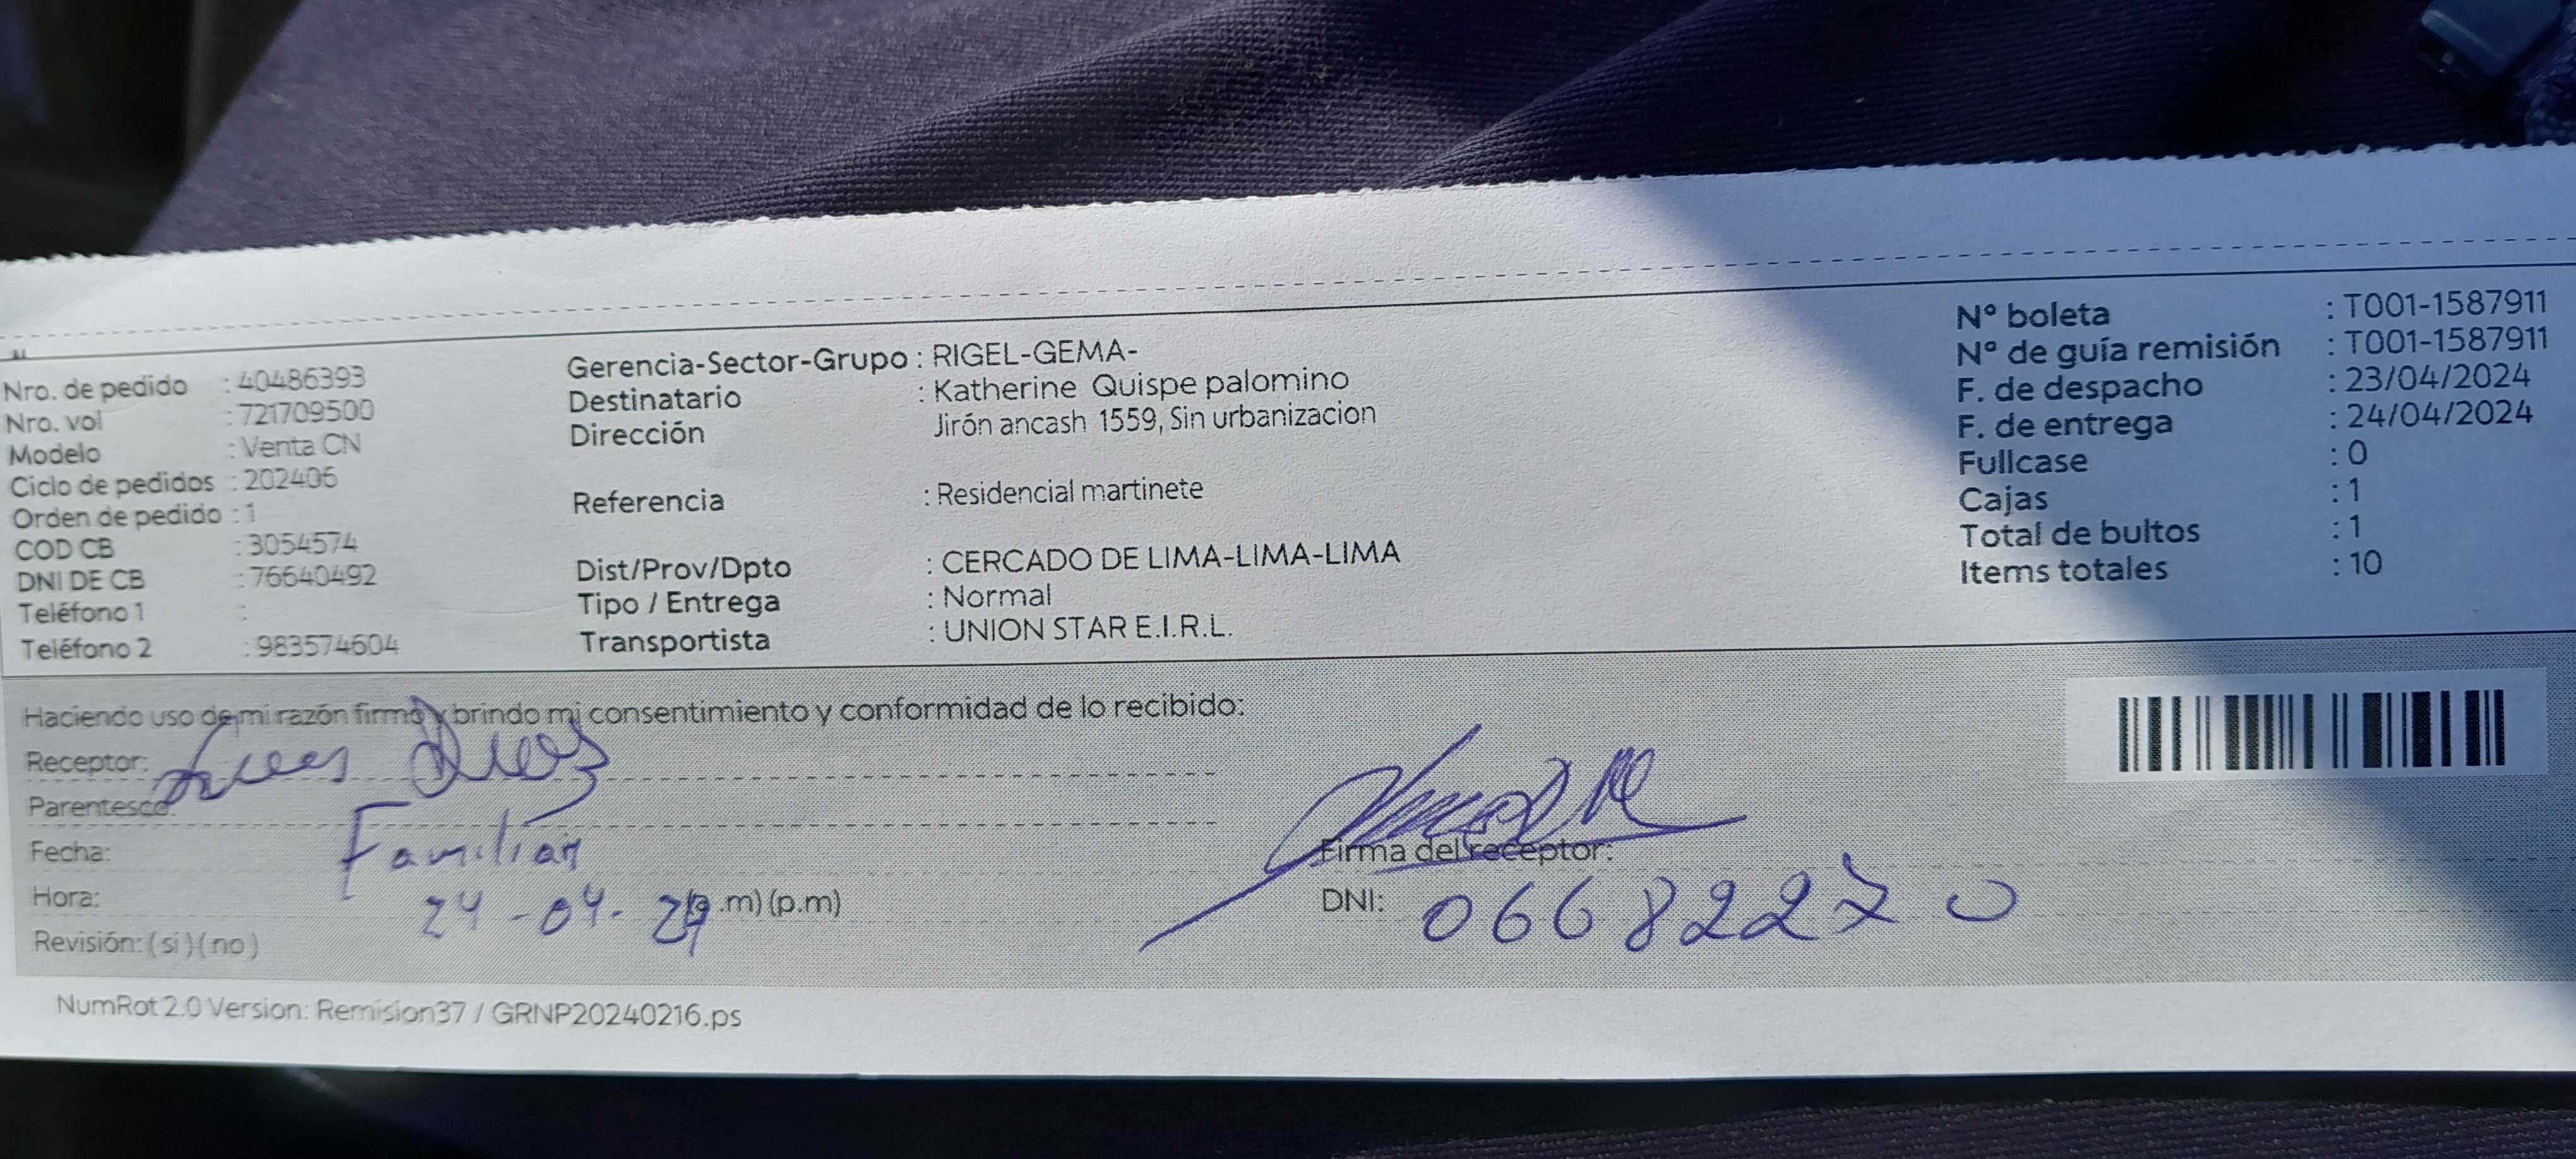 Nro. de pedido : 40486393
Nro. vol : 721709500
Modelo : Venta CN
Ciclo de pedidos : 202406
Orden de pedido : 1
COD CB : 3054574
DNI DE CB : 76640492
Teléfono 1 :
Teléfono 2 : 983574604
Gerencia-Sector-Grupo : RIGEL-GEMA-
Destinatario : Katherine Quispe palomino
Dirección Jirón ancash 1559, Sin urbanizacion
Referencia : Residencial martinete
Dist/Prov/Dpto : CERCADO DE LIMA-LIMA-LIMA
Tipo / Entrega : Normal
Transportista : UNION STAR E.I.R.L.
Nº boleta : T001-1587911
Nº de guía remisión : T001-1587911
F. de despacho : 23/04/2024
F. de entrega : 24/04/2024
Fullcase : 0
Cajas : 1
Total de bultos : 1
Items totales : 10
Haciendo uso de mi razón firmo y brindo mi consentimiento y conformidad de lo recibido:
Receptor:
Parentesco: Familiar
Fecha: 24-04-24
Hora: (a.m)(p.m)
Revisión: (si)(no)
Firma del receptor:
DNI: 06682270
NumRot 2.0 Version: Remision37 / GRNP20240216.ps